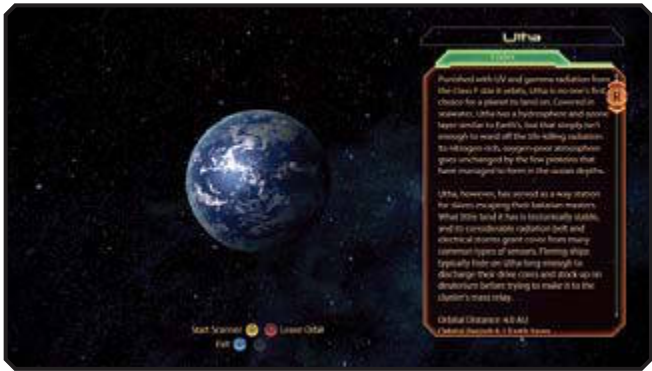 Utha
Punished with UV and gamma radiation from
the Class F star it orbits, Utha is no one's first
choice for a planet to land on. Covered in
seawater, Utha has a hydrosphere and ozone
layer similar to Earth's, but that simply isn't
enough to ward off the life-killing radiation.
Its nitrogen-rich, oxygen-poor atmosphere
goes unchanged by the few proteins that
have managed to form in the ocean depths.
Utha, however, has served as a way station
for slaves escaping their batarian masters.
What little land it has is tectonically stable,
and its considerable radiation belt and
electrical storms grant cover from many
common types of sensors. Fleeing ships
typically hide on Utha long enough to
discharge their drive cores and stock up on
deuterium before trying to make it to the
cluster's mass relay.
Orbital Distance: 4.0 AU
Orbital Period:
R
Start Scanner Leave Orbit
Exit